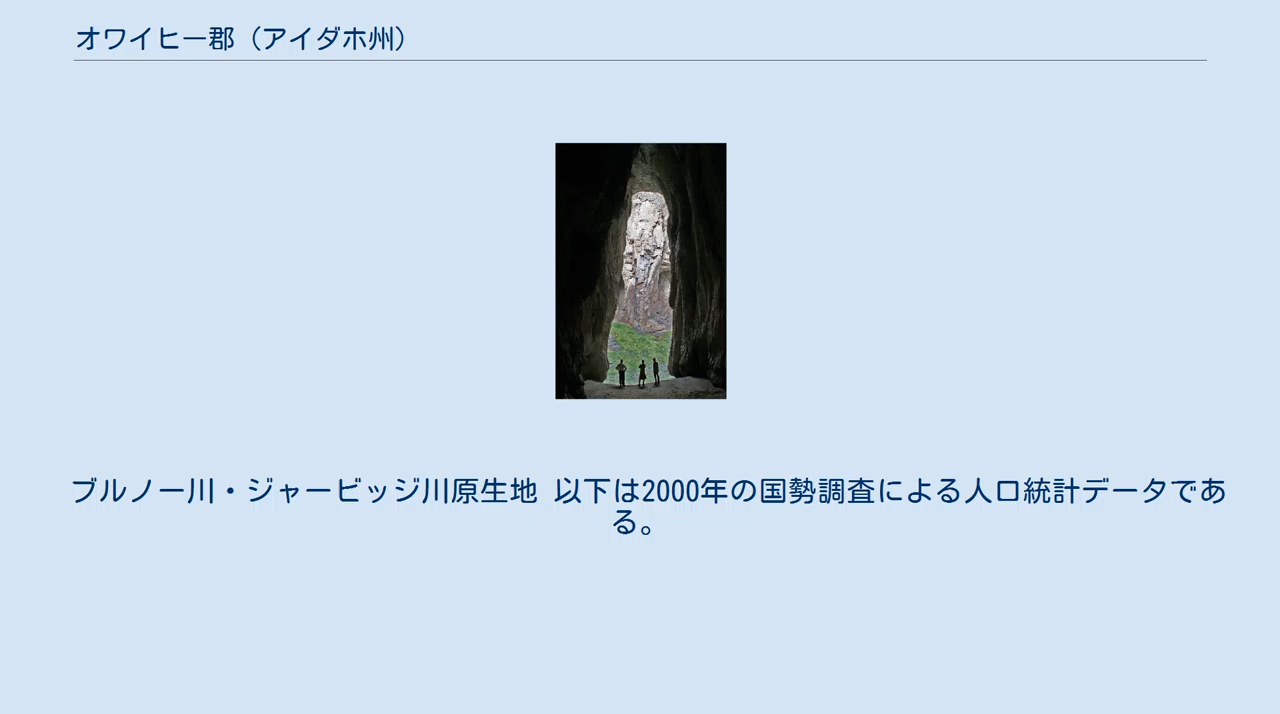 オワイヒー郡（アイダホ州）
ブルノー川・ジャービッジ川原生地 以下は2000年の国勢調査による人口統計データであ
る。